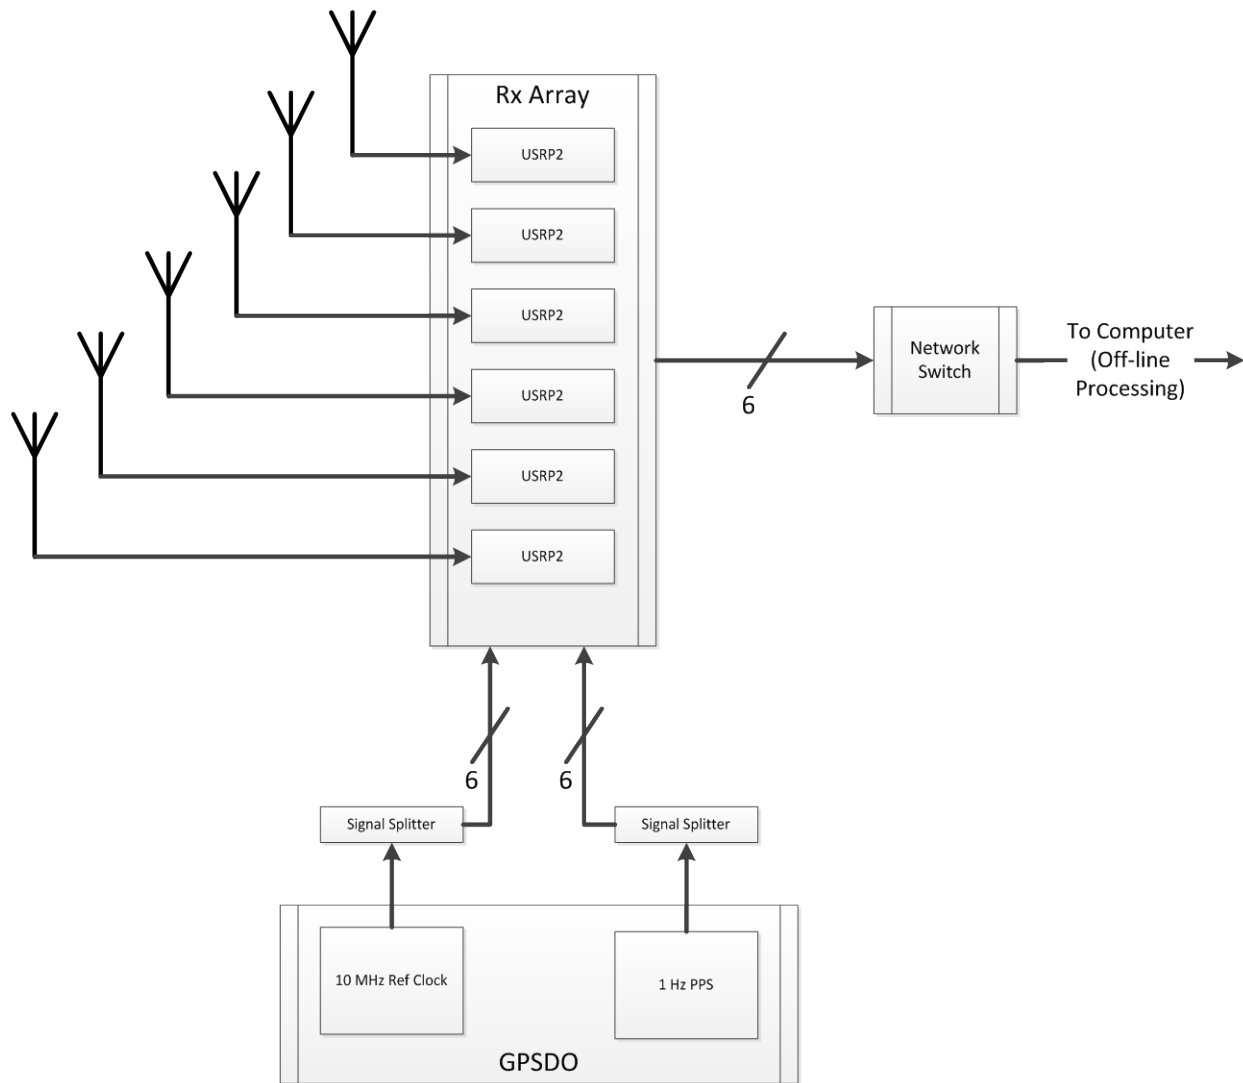 Rx Array
USRP2
USRP2
USRP2
USRP2
USRP2
USRP2
6
Network
Switch
To Computer
(Off-line
Processing)
6
6
Signal Splitter
Signal Splitter
10 MHz Ref Clock
1 Hz PPS
GPSDO